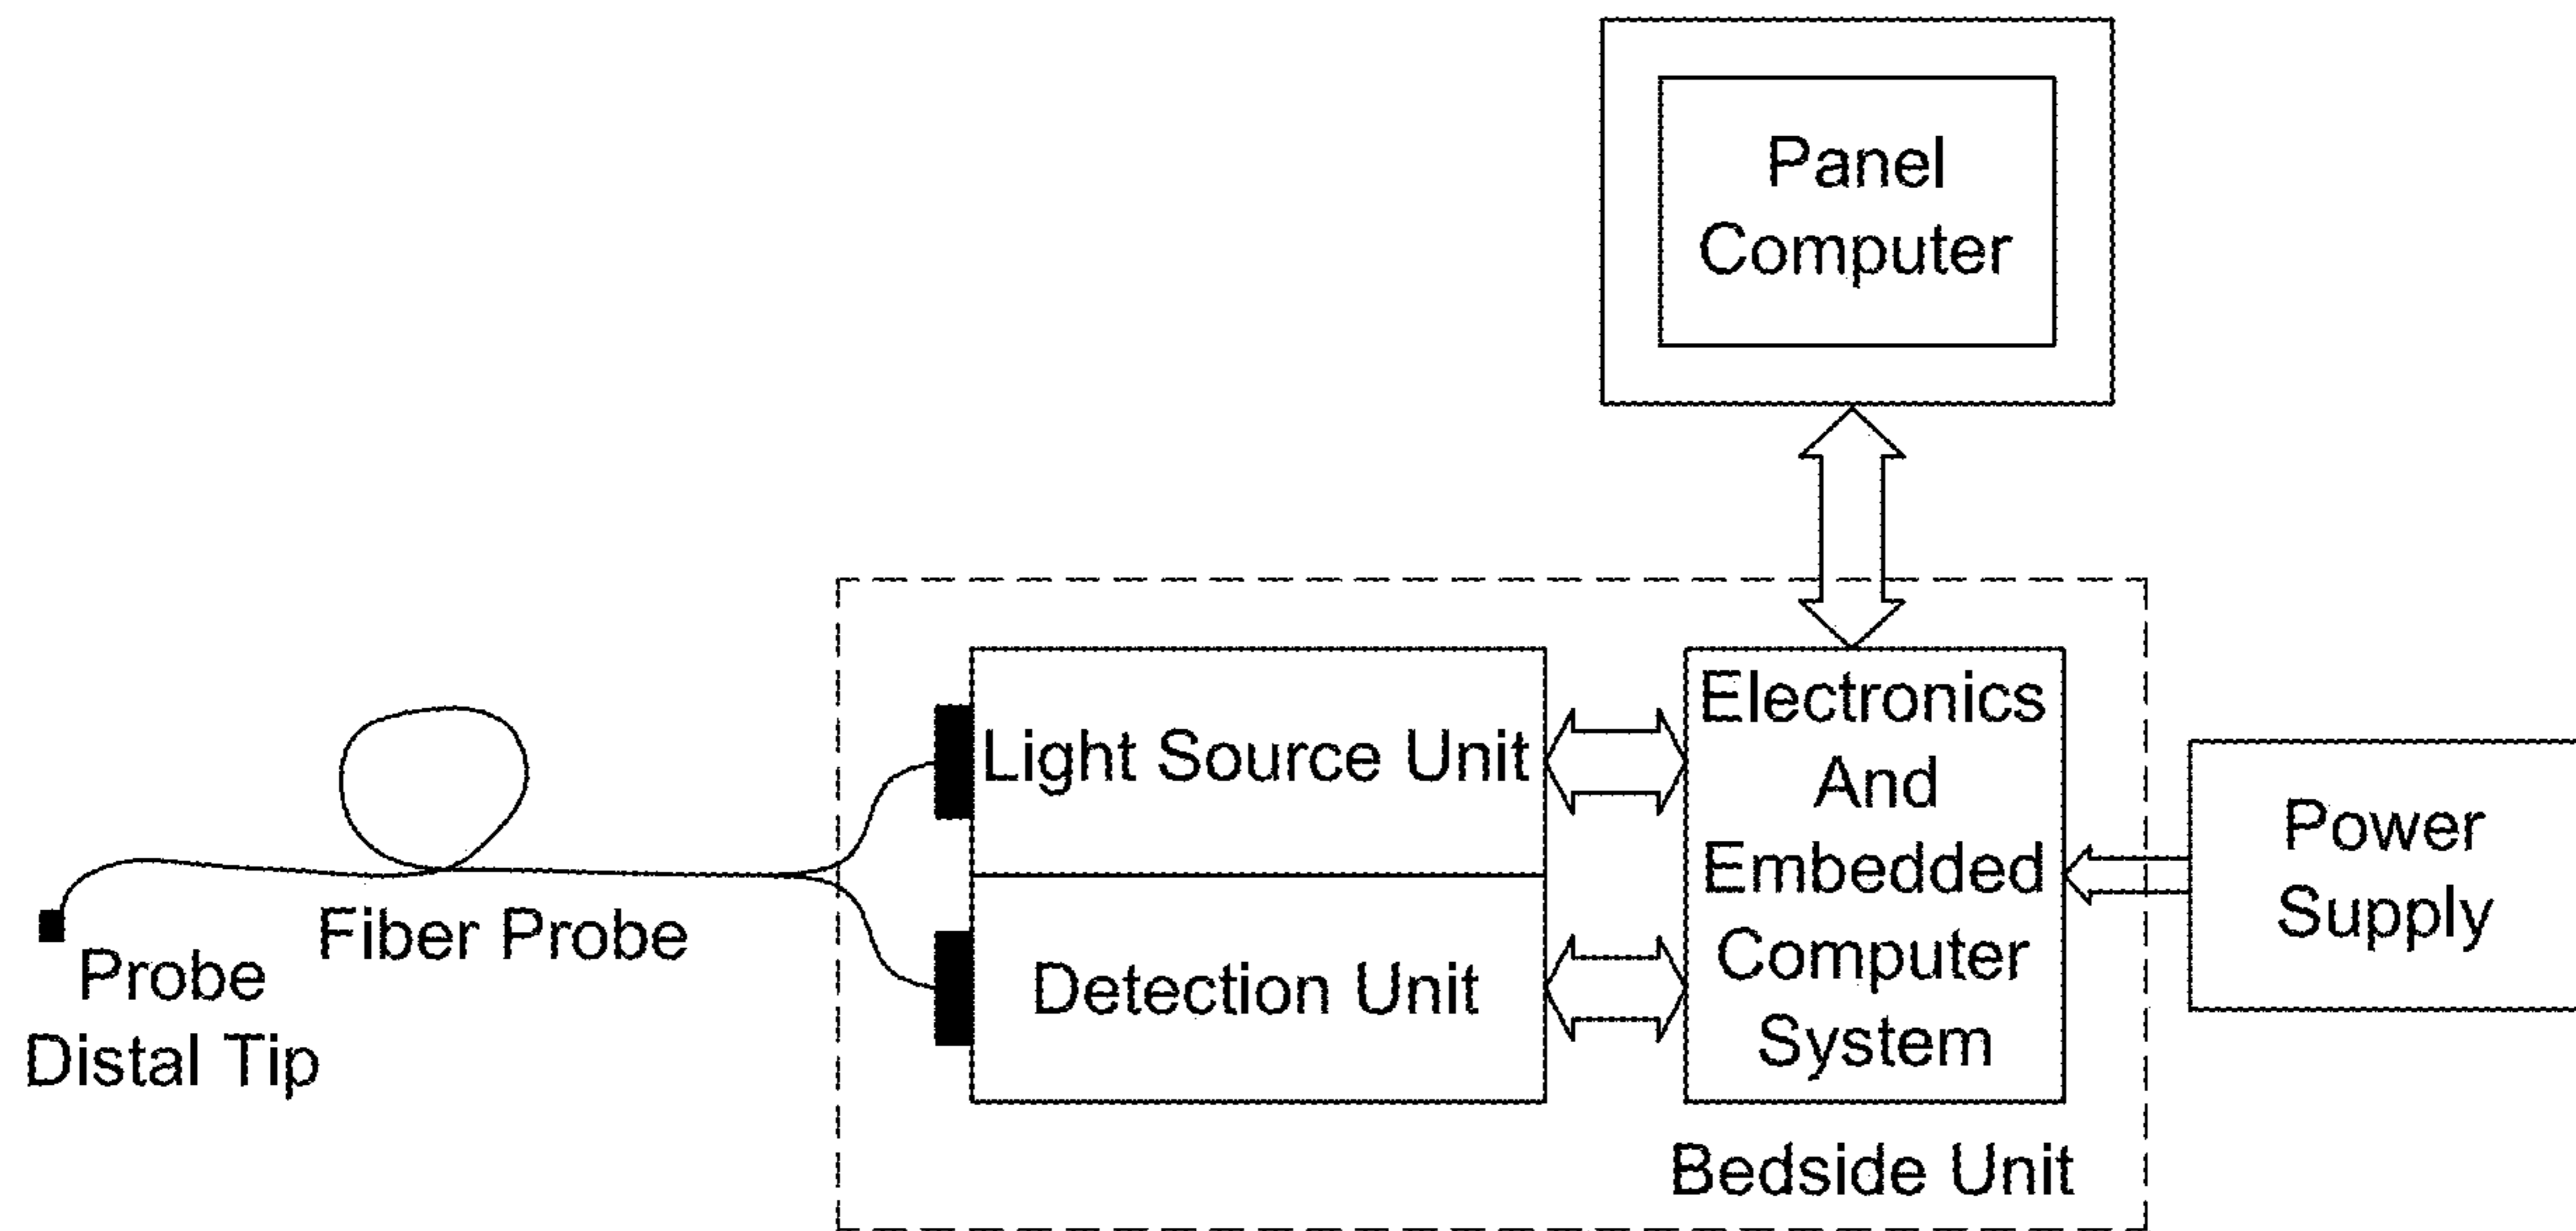 Panel
Computer
Light Source Unit
Detection Unit
Electronics
And
Embedded
Computer
System
Power
Supply
Fiber Probe
Probe
Distal Tip
Bedside Unit